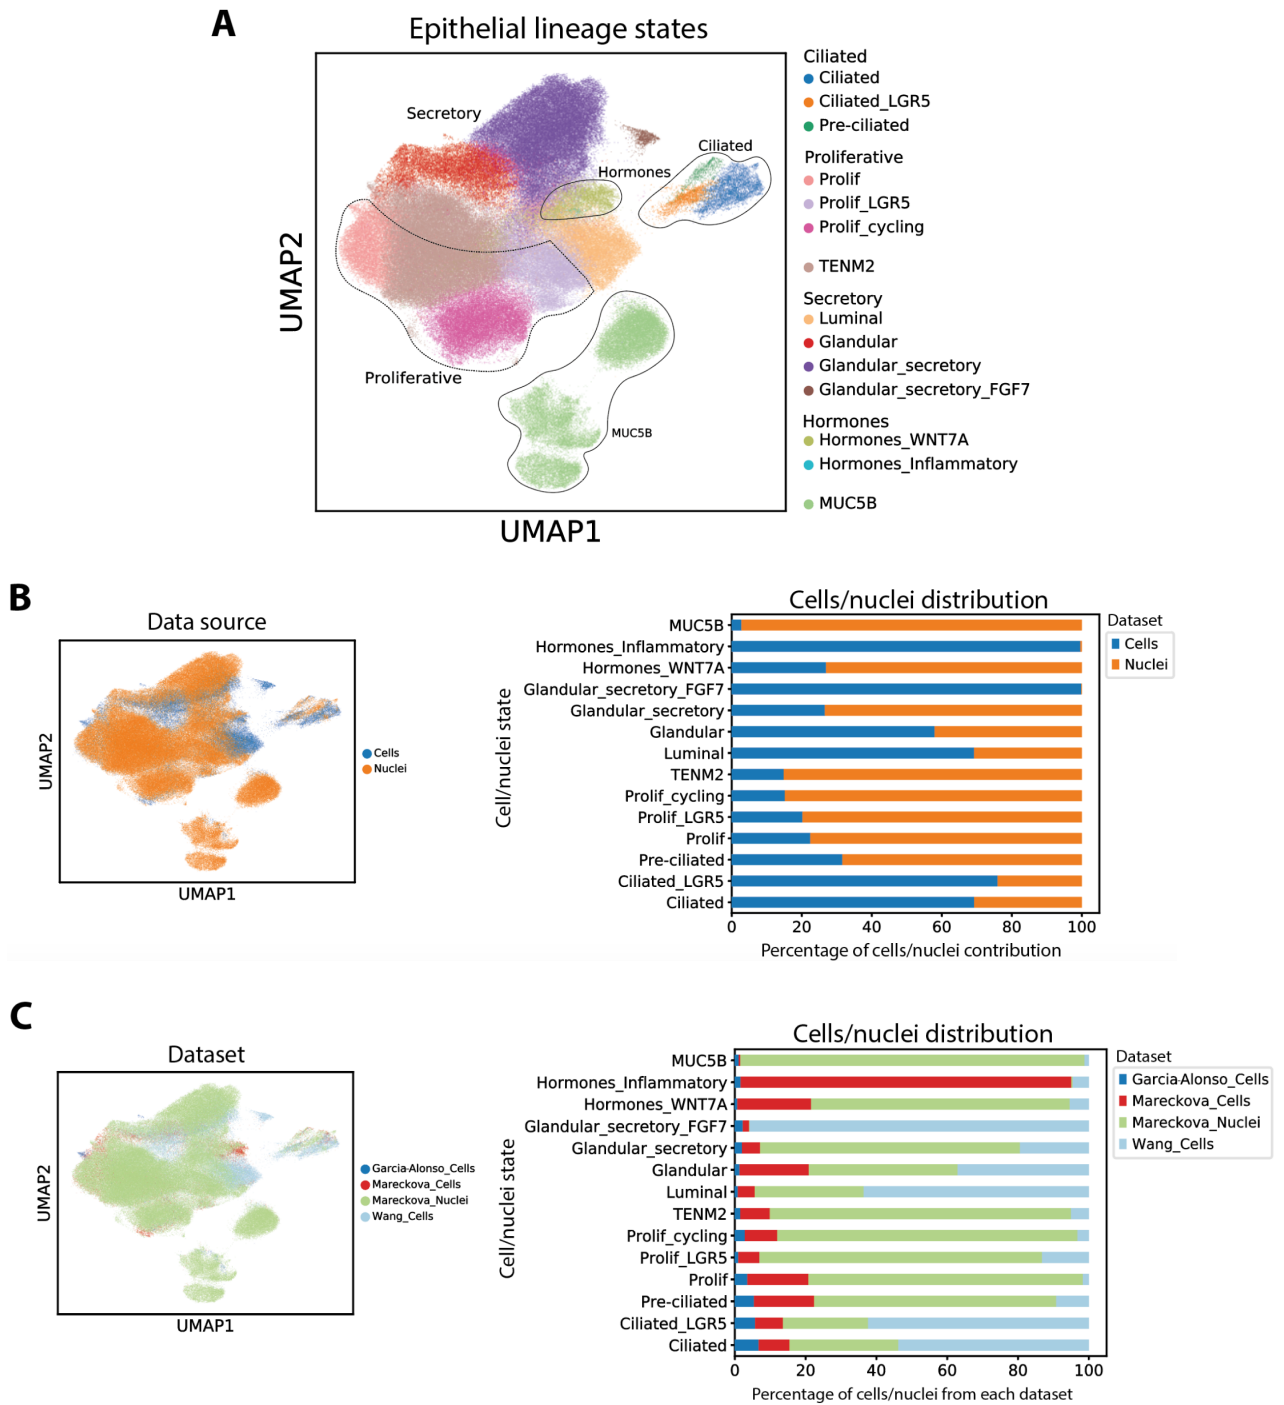 A
Epithelial lineage states
UMAP2
UMAP1
Secretory
Ciliated
Hormones
Proliferative
MUC5B
Ciliated
Ciliated
Ciliated_LGR5
Pre-ciliated
Proliferative
Prolif
Prolif_LGR5
Prolif_cycling
TENM2
Secretory
Luminal
Glandular
Glandular_secretory
Glandular_secretory_FGF7
Hormones
Hormones_WNT7A
Hormones_Inflammatory
MUC5B
B
Data source
UMAP2
UMAP1
Cells
Nuclei
Cells/nuclei distribution
Cell/nuclei state
MUC5B
Hormones_Inflammatory
Hormones_WNT7A
Glandular_secretory_FGF7
Glandular_secretory
Glandular
Luminal
TENM2
Prolif_cycling
Prolif_LGR5
Prolif
Pre-ciliated
Ciliated_LGR5
Ciliated
0 20 40 60 80 100
Percentage of cells/nuclei contribution
Dataset
Cells
Nuclei
C
Dataset
UMAP2
UMAP1
Garcia-Alonso_Cells
Mareckova_Cells
Mareckova_Nuclei
Wang_Cells
Cells/nuclei distribution
Cell/nuclei state
MUC5B
Hormones_Inflammatory
Hormones_WNT7A
Glandular_secretory_FGF7
Glandular_secretory
Glandular
Luminal
TENM2
Prolif_cycling
Prolif_LGR5
Prolif
Pre-ciliated
Ciliated_LGR5
Ciliated
0 20 40 60 80 100
Percentage of cells/nuclei from each dataset
Dataset
Garcia-Alonso_Cells
Mareckova_Cells
Mareckova_Nuclei
Wang_Cells